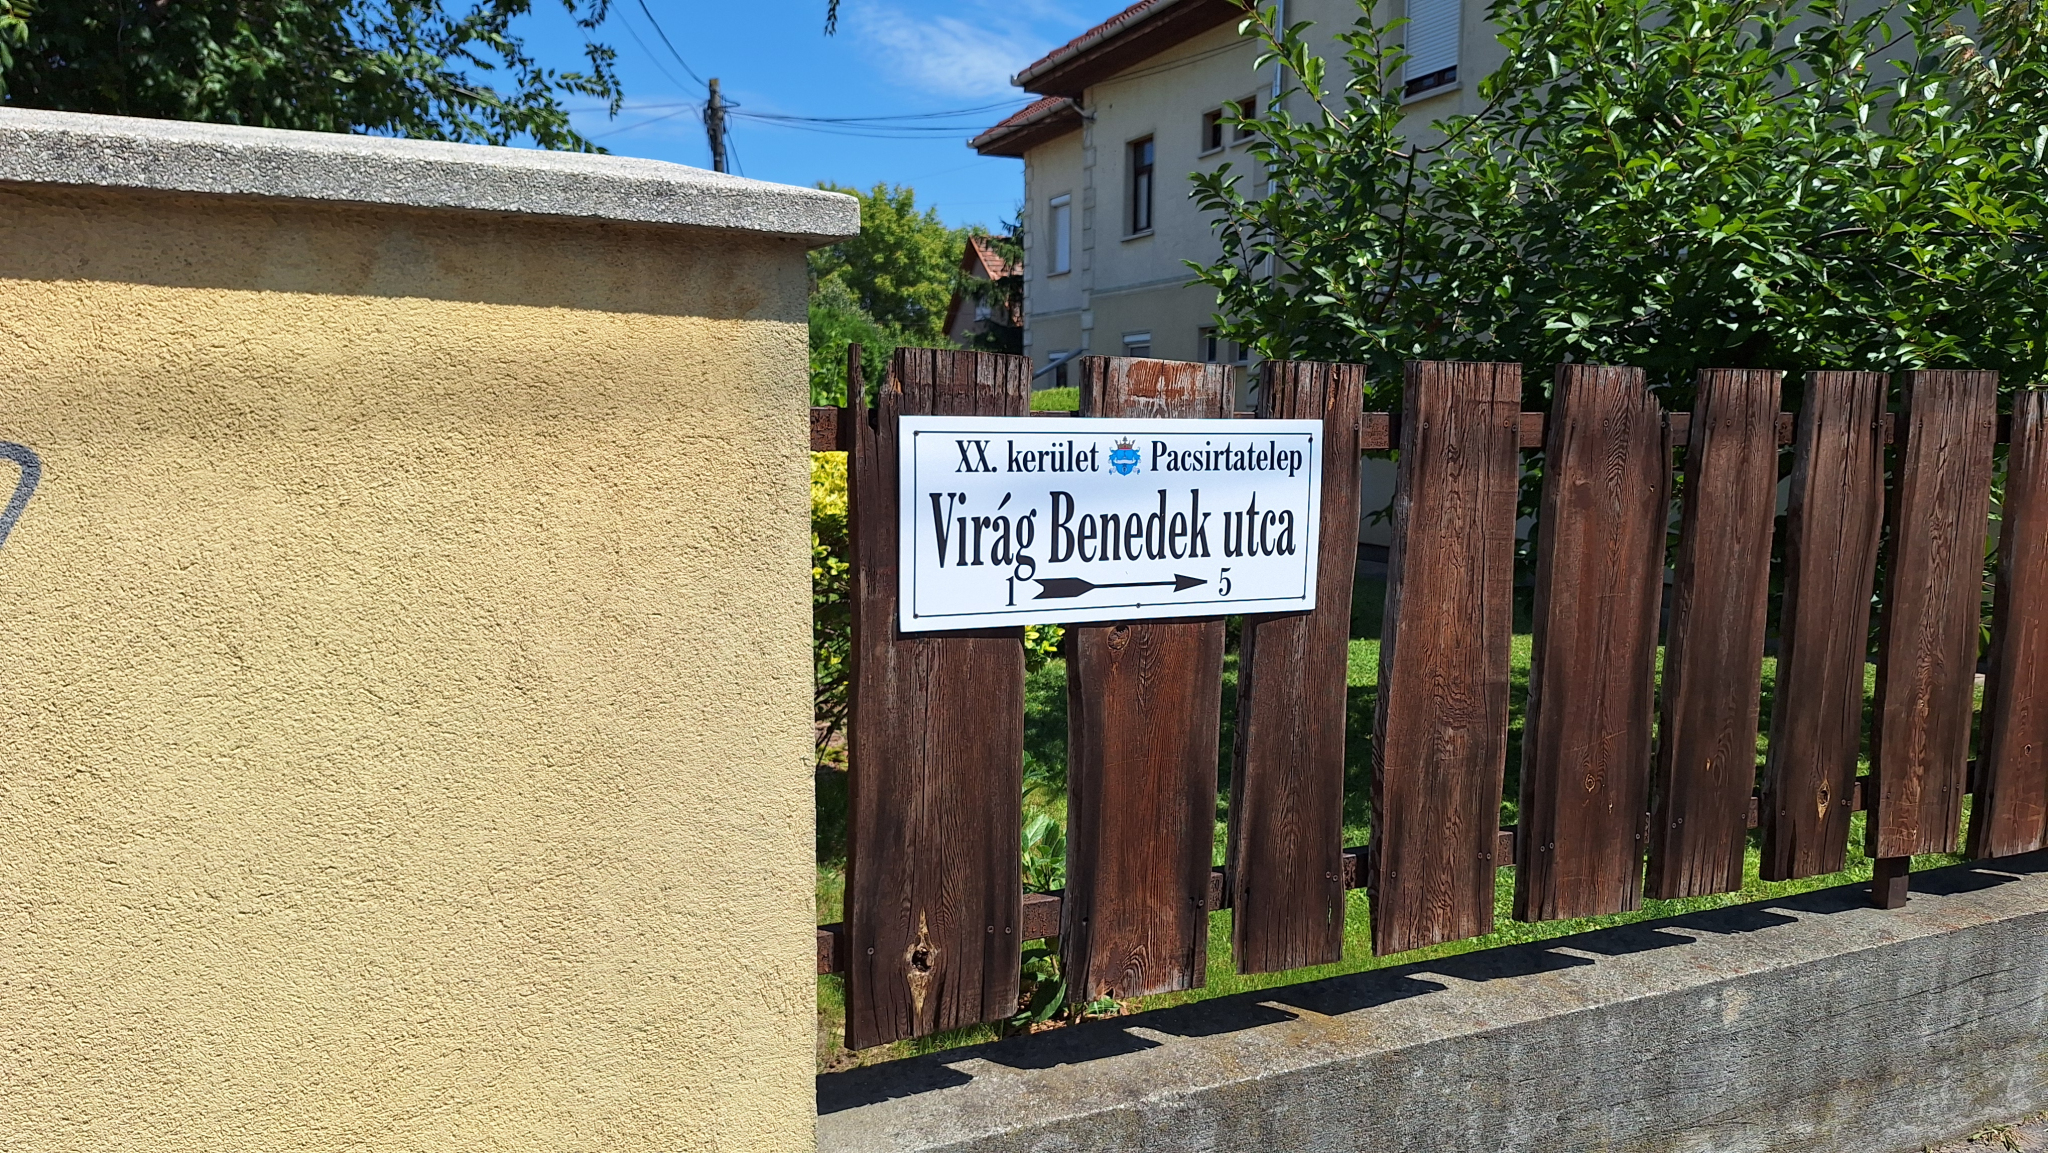 XX. kerület Pacsirtatelep
Virág Benedek utca
1 5